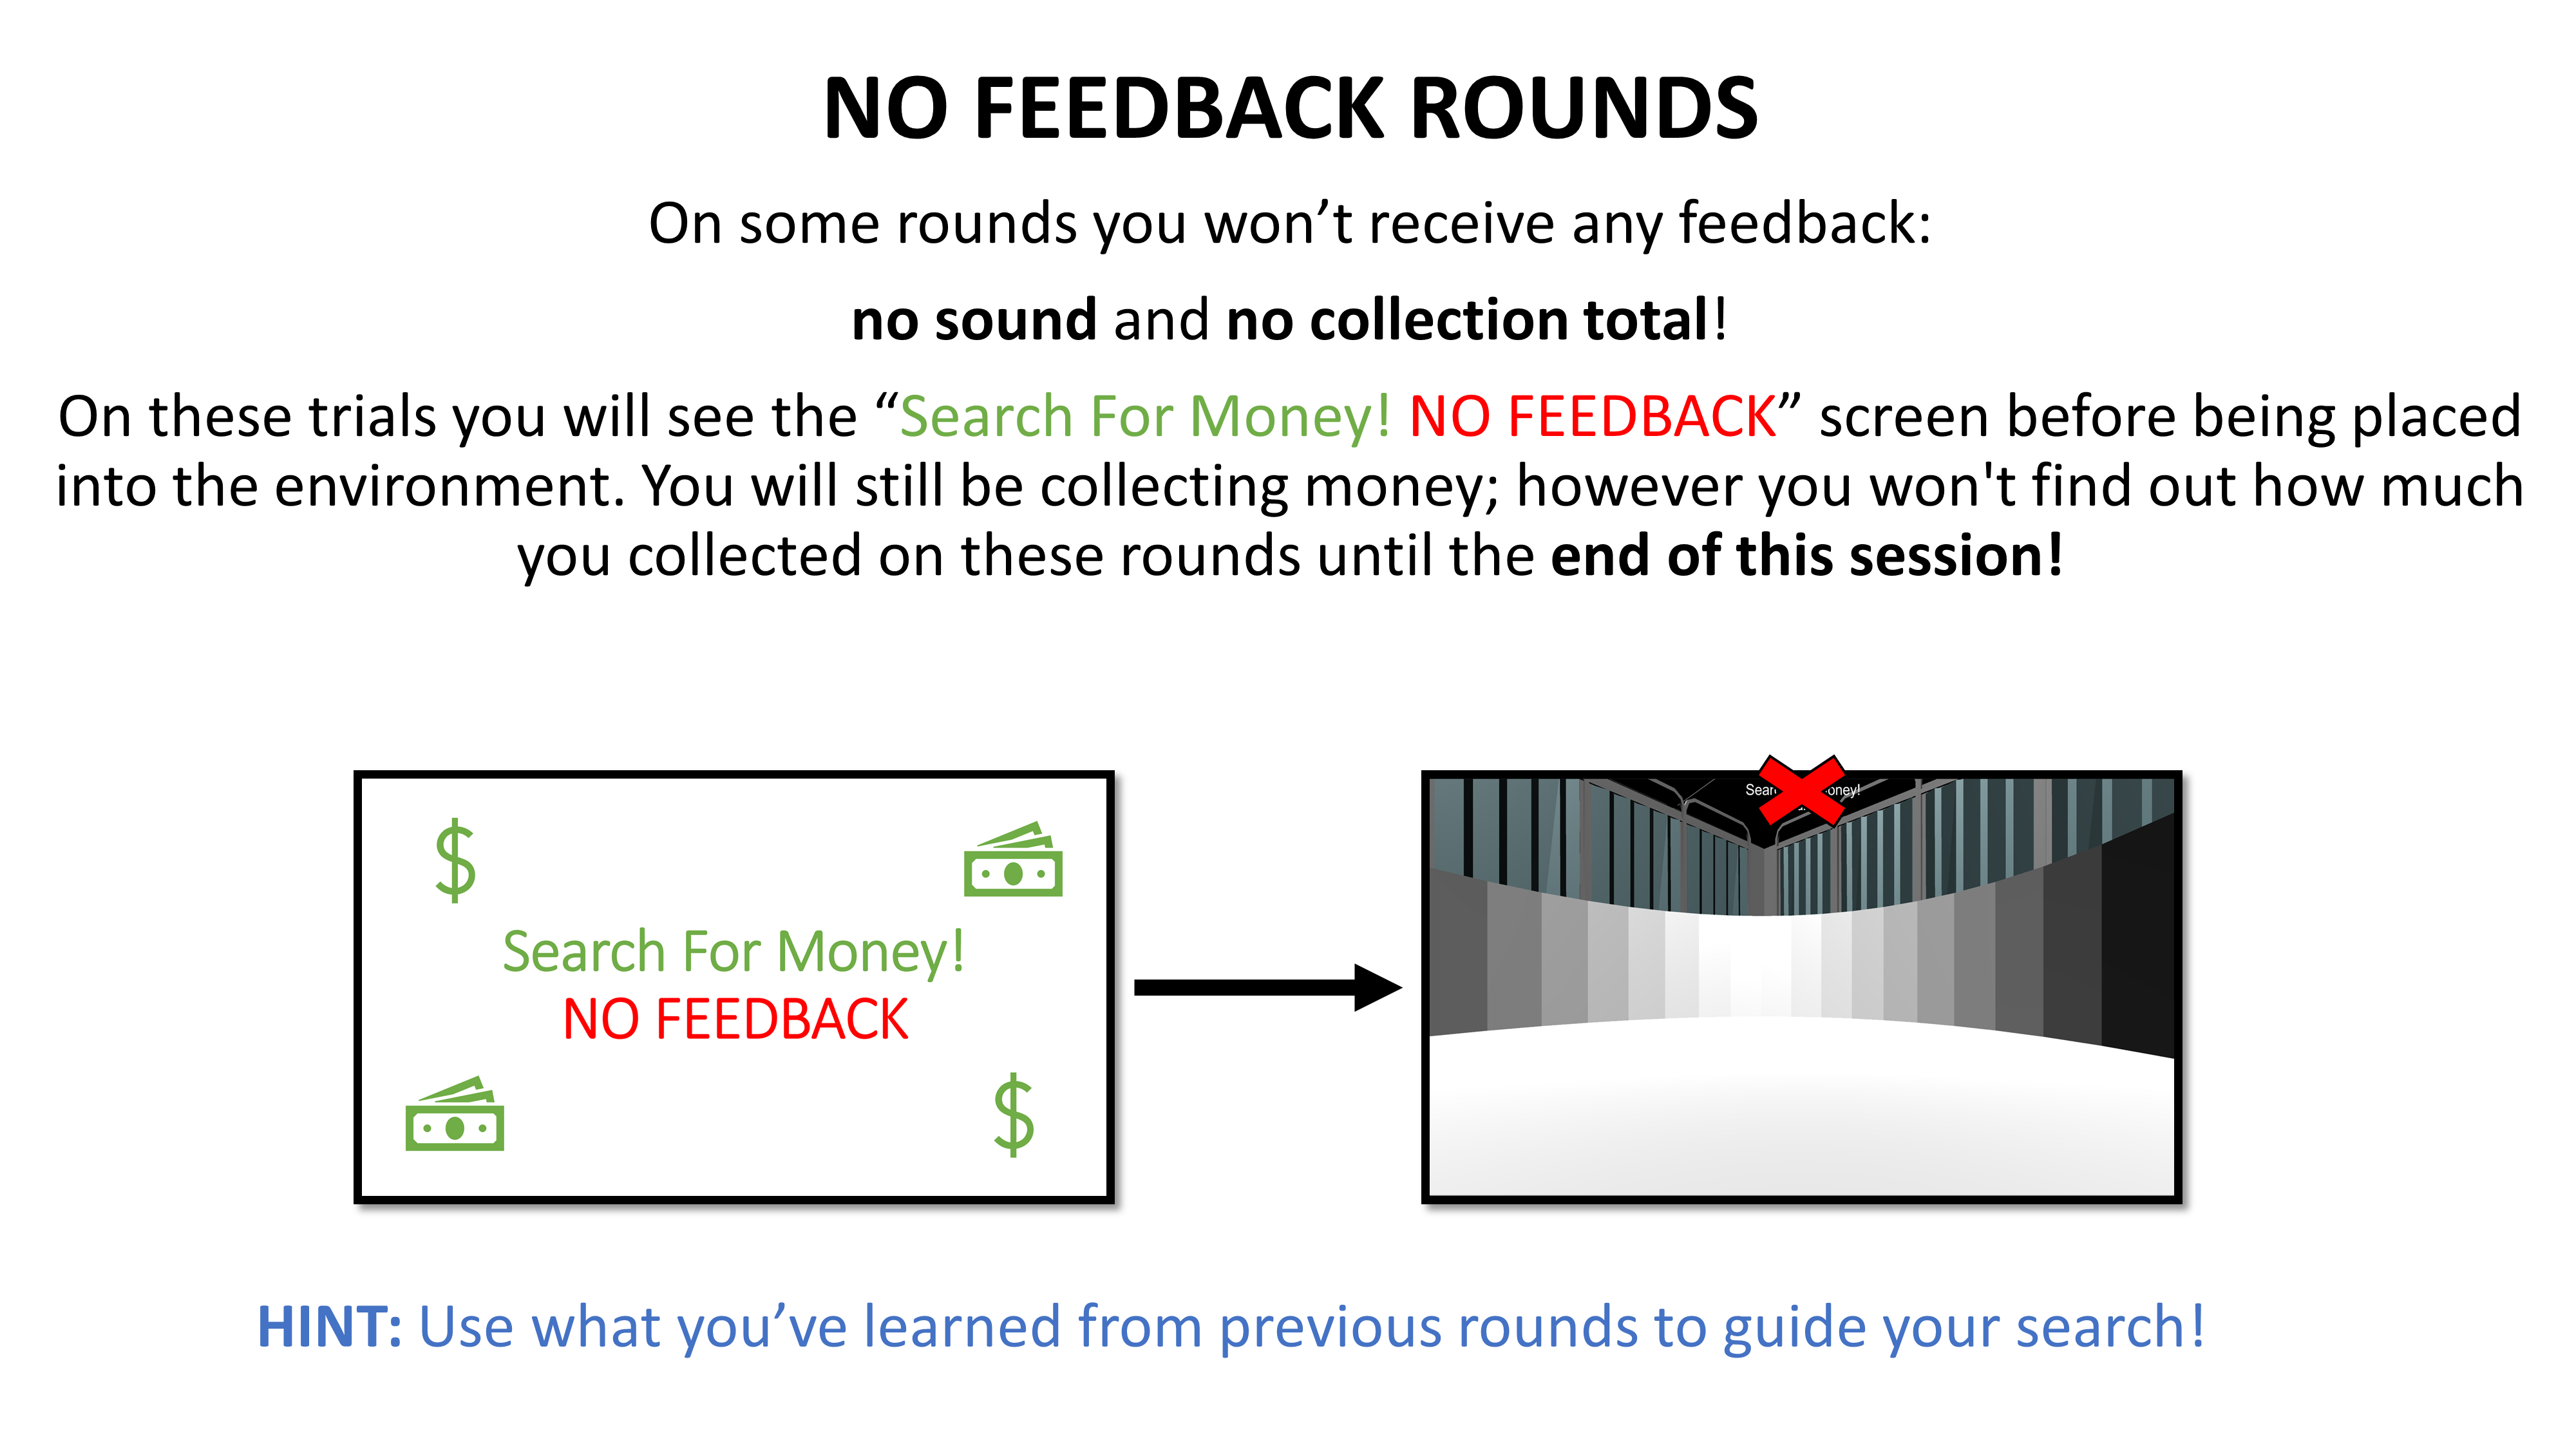 NO FEEDBACK ROUNDS
On some rounds you won’t receive any feedback:
no sound and no collection total!
On these trials you will see the “Search For Money! NO FEEDBACK” screen before being placed
into the environment. You will still be collecting money; however you won't find out how much
you collected on these rounds until the end of this session!
Search For Money!
NO FEEDBACK
HINT: Use what you’ve learned from previous rounds to guide your search!